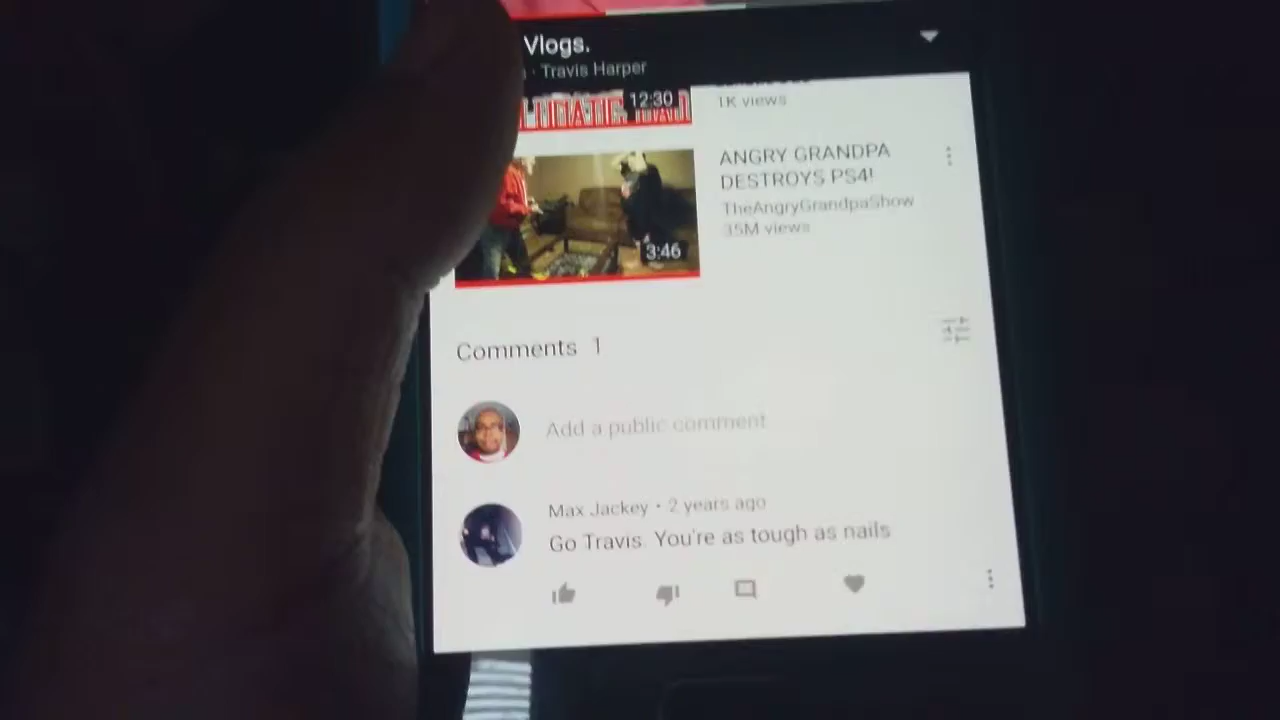 Vlogs.
· Travis Harper
12:30
1K views
ANGRY GRANDPA
DESTROYS PS4!
TheAngryGrandpaShow
35M views
3:46
Comments 1
Add a public comment
Max Jackey · 2 years ago
Go Travis. You're as tough as nails